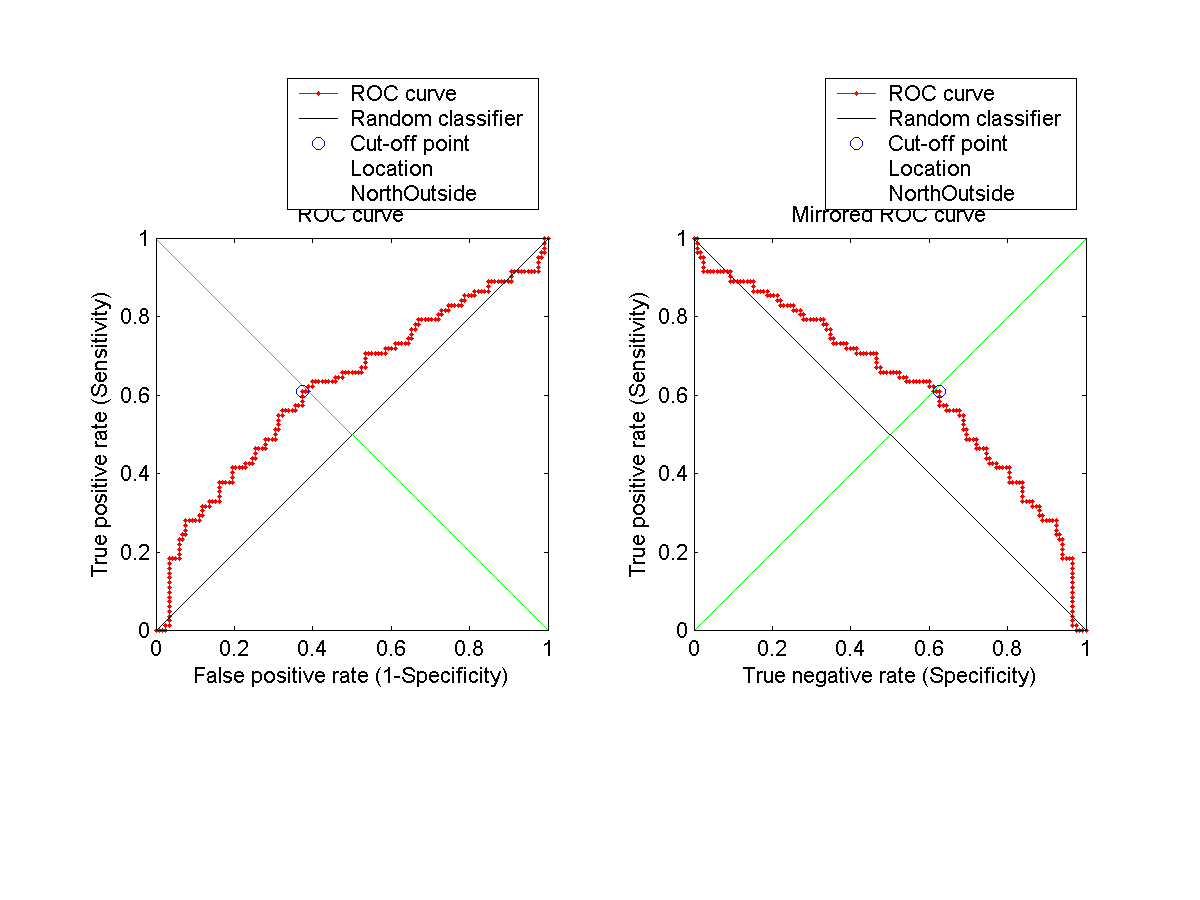 ROC curve
Random classifier
Cut-off point
Location
NorthOutside
ROC curve
1
0.8
0.6
0.4
0.2
0
True positive rate (Sensitivity)
0 0.2 0.4 0.6 0.8 1
False positive rate (1-Specificity)
ROC curve
Random classifier
Cut-off point
Location
NorthOutside
Mirrored ROC curve
1
0.8
0.6
0.4
0.2
0
True positive rate (Sensitivity)
0 0.2 0.4 0.6 0.8 1
True negative rate (Specificity)